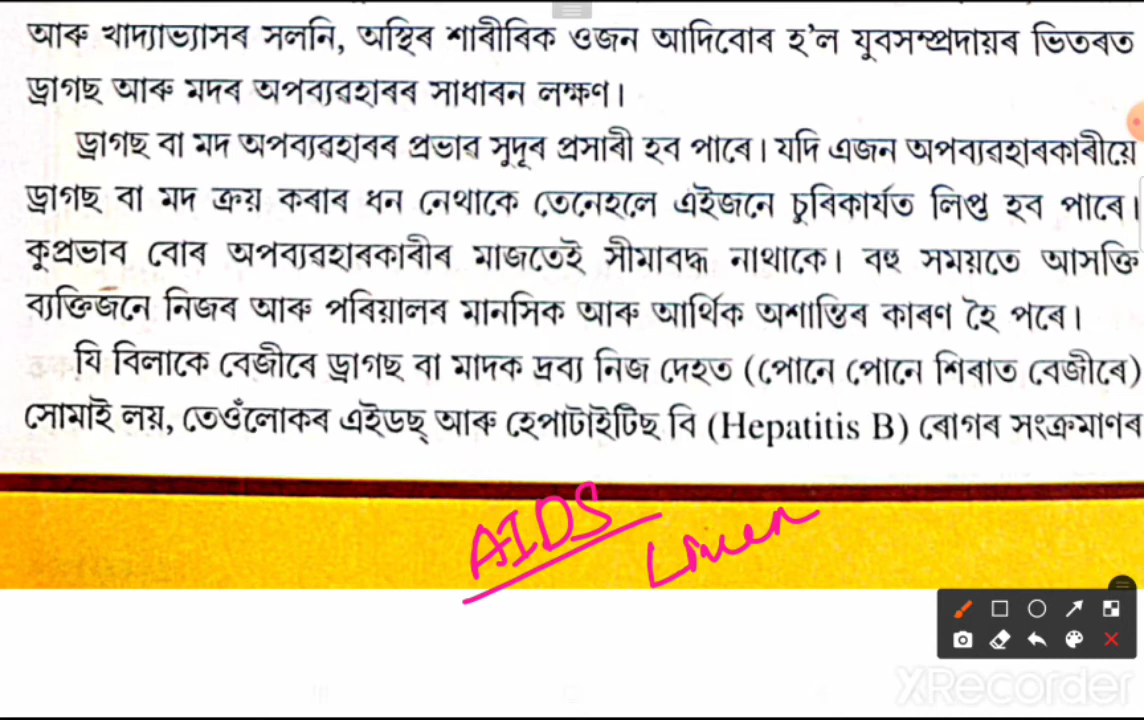 আৰু খাদ্যাভ্যাসৰ সলনি, অস্থিৰ শাৰীৰিক ওজন আদিবোৰ হ'ল যুবসম্প্ৰদায়ৰ ভিতৰত
ড্ৰাগছ আৰু মদৰ অপব্যৱহাৰৰ সাধাৰন লক্ষণ।
ড্ৰাগছ বা মদ অপব্যৱহাৰৰ প্ৰভাৱ সুদূৰ প্ৰসাৰী হব পাৰে। যদি এজন অপব্যৱহাৰকাৰীয়ে
ড্ৰাগছ বা মদ ক্ৰয় কৰাৰ ধন নেথাকে তেনেহলে এইজনে চুৰিকাৰ্যত লিপ্ত হব পাৰে।
কুপ্ৰভাব বোৰ অপব্যৱহাৰকাৰীৰ মাজতেই সীমাবদ্ধ নাথাকে। বহু সময়তে আসক্তি
ব্যক্তিজনে নিজৰ আৰু পৰিয়ালৰ মানসিক আৰু আৰ্থিক অশান্তিৰ কাৰণ হৈ পৰে।
যি বিলাকে বেজীৰে ড্ৰাগছ বা মাদক দ্ৰব্য নিজ দেহত (পোনে পোনে শিৰাত বেজীৰে)
সোমাই লয়, তেওঁলোকৰ এইডছ্ আৰু হেপাটাইটিছ বি (Hepatitis B) ৰোগৰ সংক্ৰমাণৰ
AIDS
Liver
XRecorder